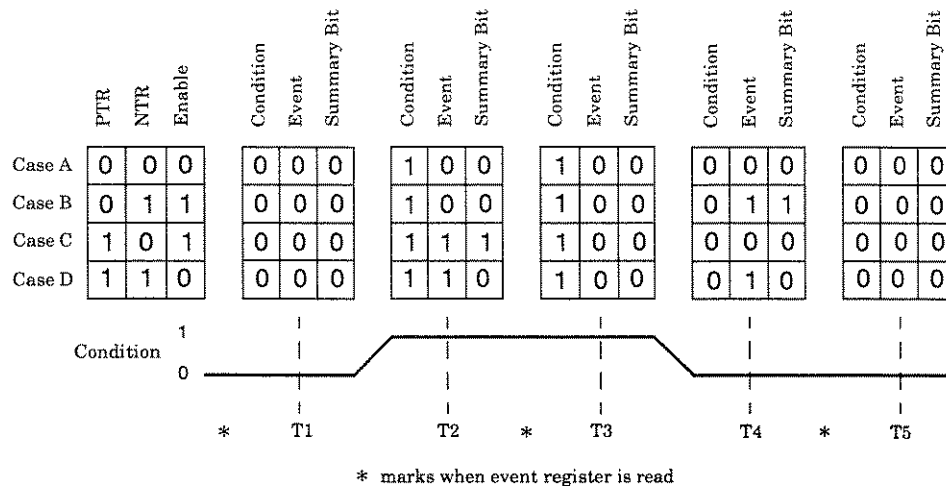 PTR NTR Enable Condition Event Summary Bit Condition Event Summary Bit Condition Event Summary Bit Condition Event Summary Bit Condition Event Summary Bit
Case A 0 0 0 0 0 0 1 0 0 1 0 0 0 0 0 0 0 0
Case B 0 1 1 0 0 0 1 0 0 1 0 0 0 1 1 0 0 0
Case C 1 0 1 0 0 0 1 1 1 1 0 0 0 0 0 0 0 0
Case D 1 1 0 0 0 0 1 1 0 1 0 0 0 1 0 0 0 0
1
Condition
0
* T1 T2 * T3 T4 * T5
* marks when event register is read